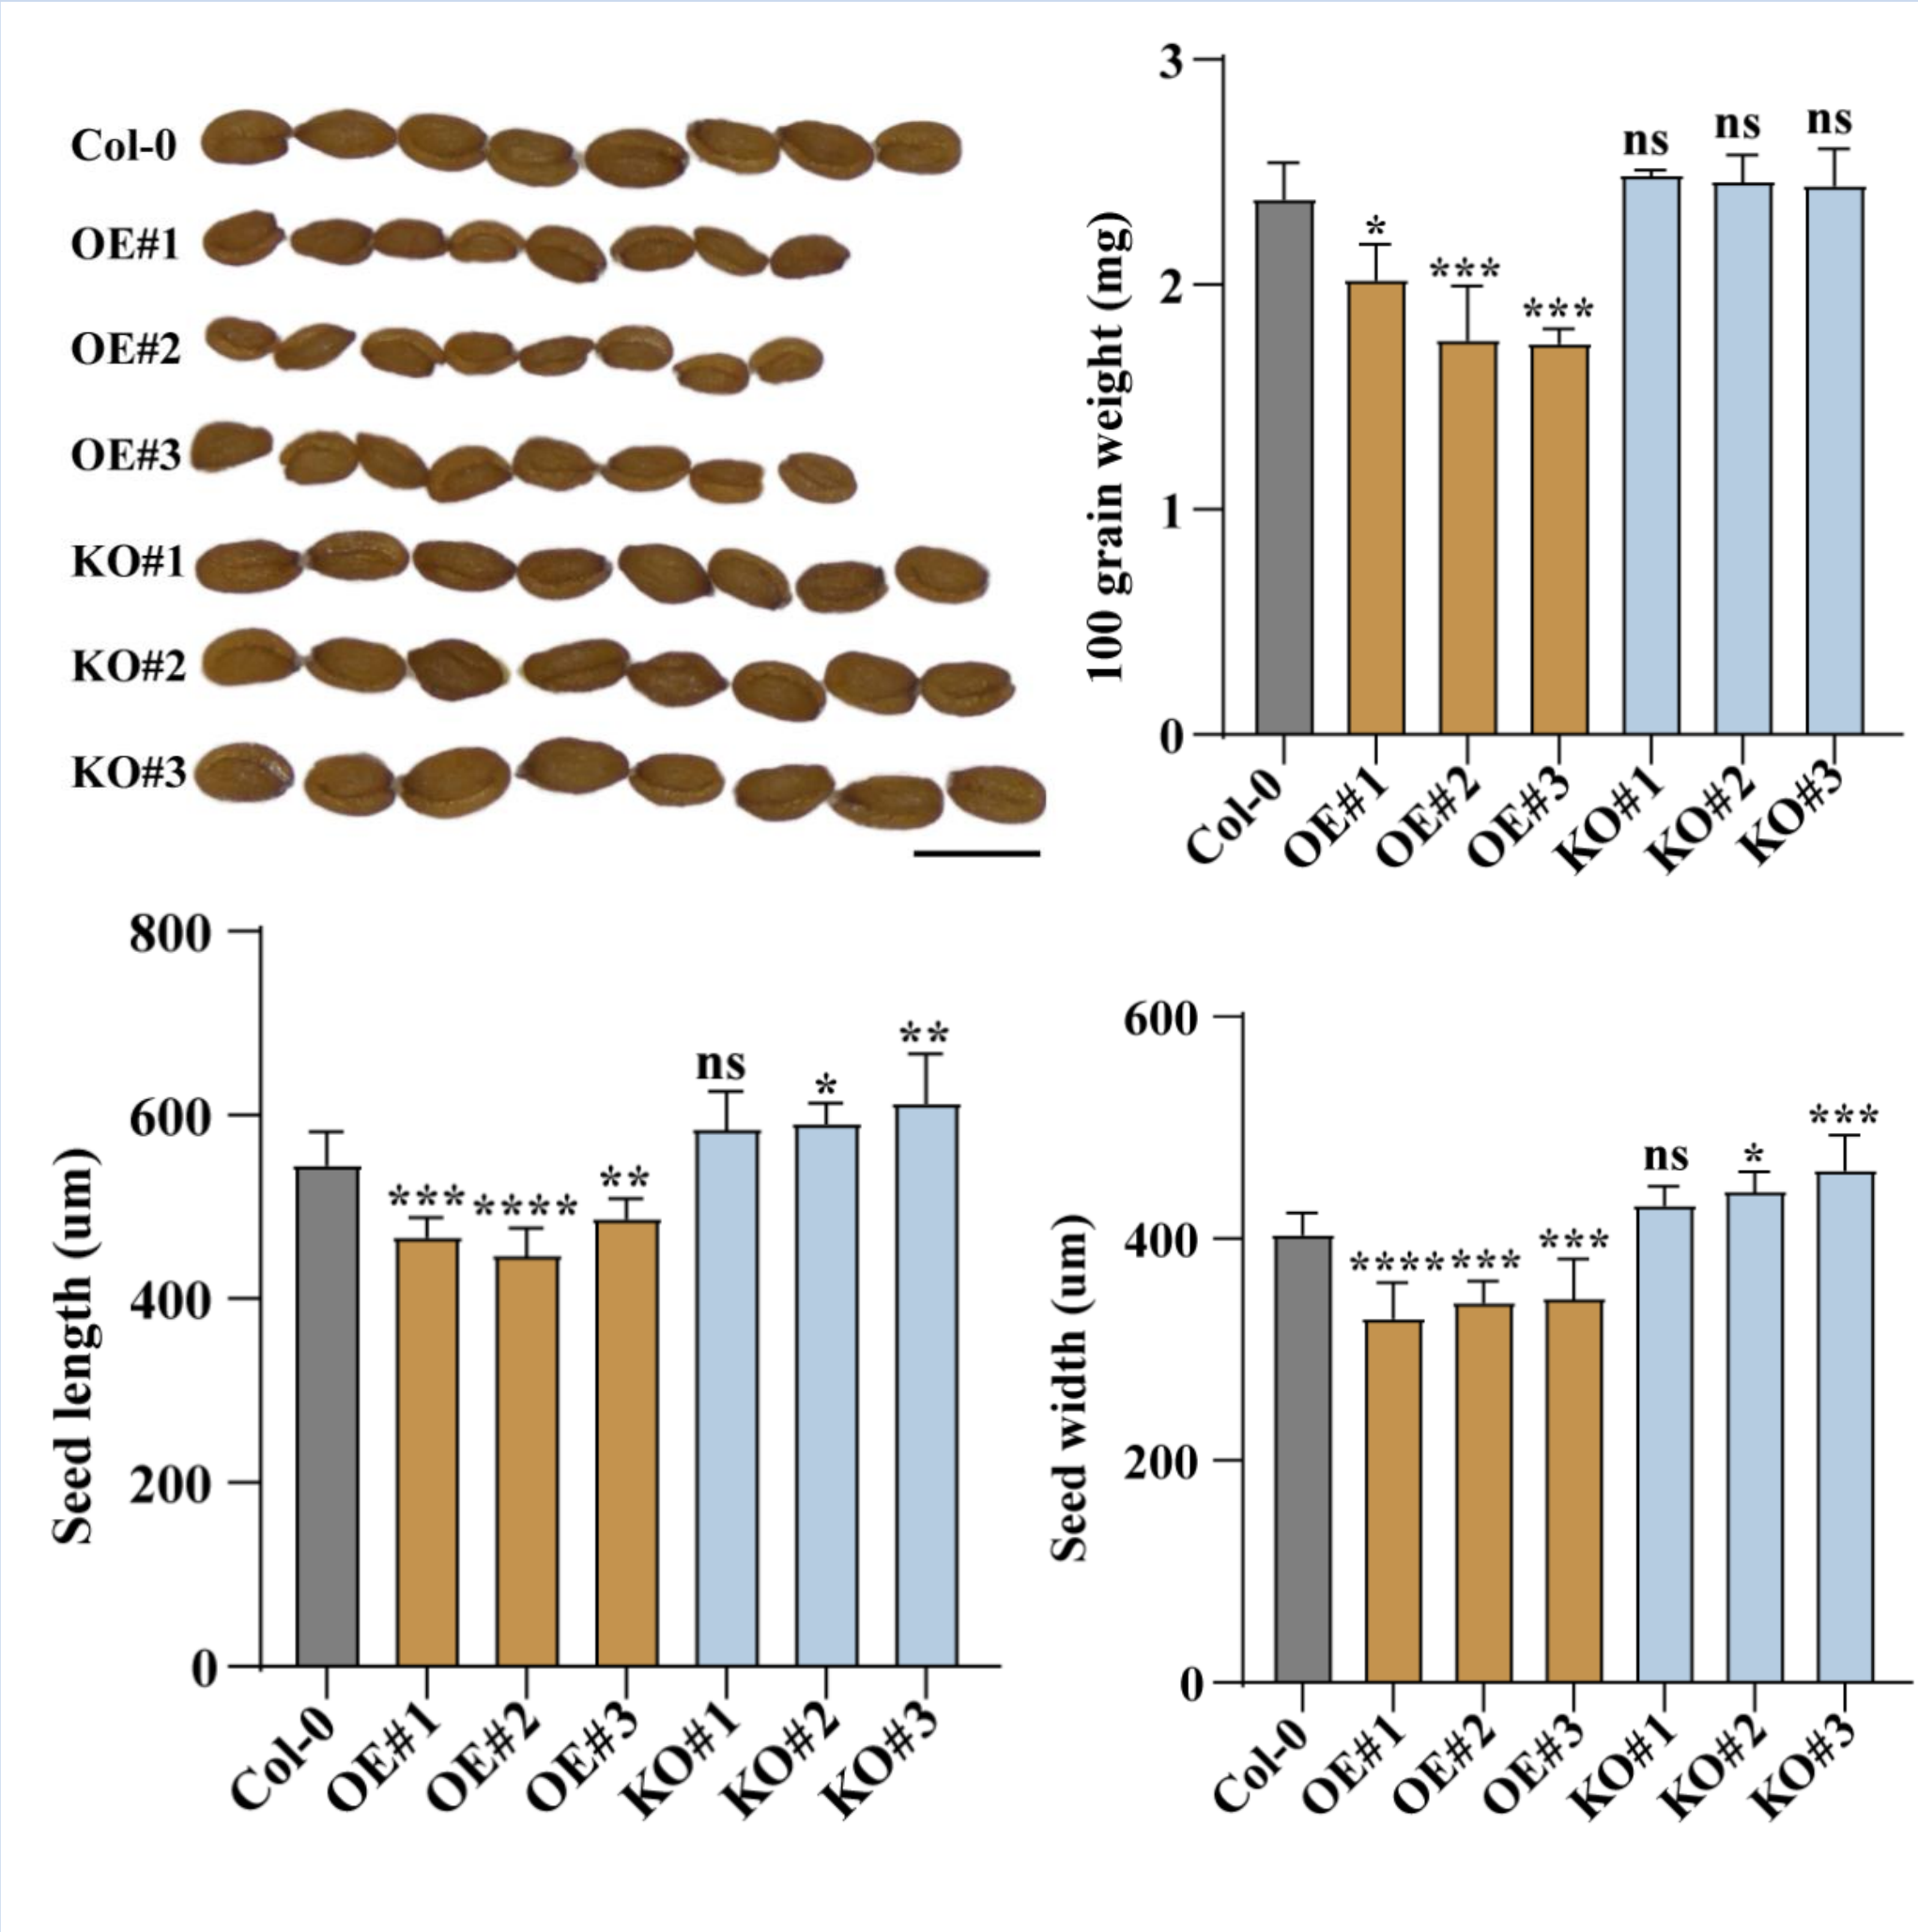 Col-0
OE#1
OE#2
OE#3
KO#1
KO#2
KO#3
100 grain weight (mg)
3
2
1
0
*
***
***
ns
ns
ns
Col-0
OE#1
OE#2
OE#3
KO#1
KO#2
KO#3
Seed length (um)
800
600
400
200
0
***
****
**
ns
*
**
Col-0
OE#1
OE#2
OE#3
KO#1
KO#2
KO#3
Seed width (um)
600
400
200
0
****
***
***
ns
*
***
Col-0
OE#1
OE#2
OE#3
KO#1
KO#2
KO#3